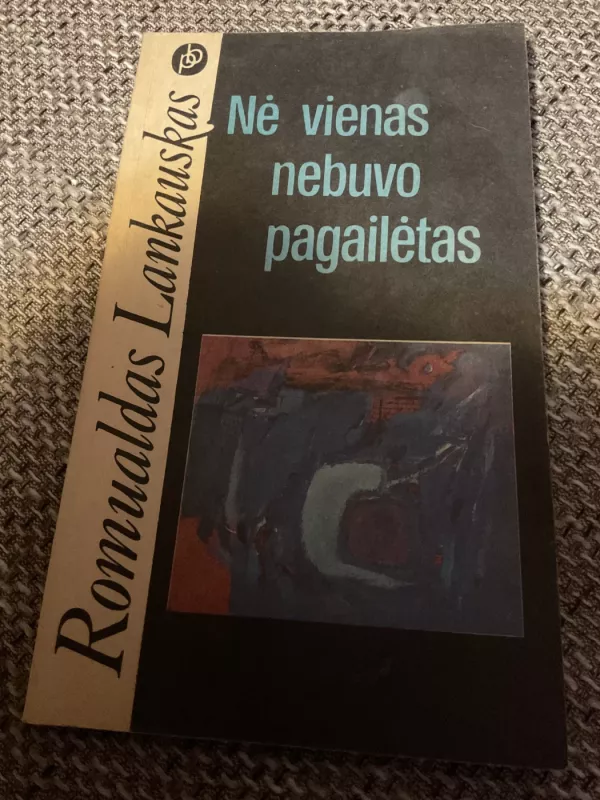 Romualdas Lankauskas
Nė vienas
nebuvo
pagailėtas